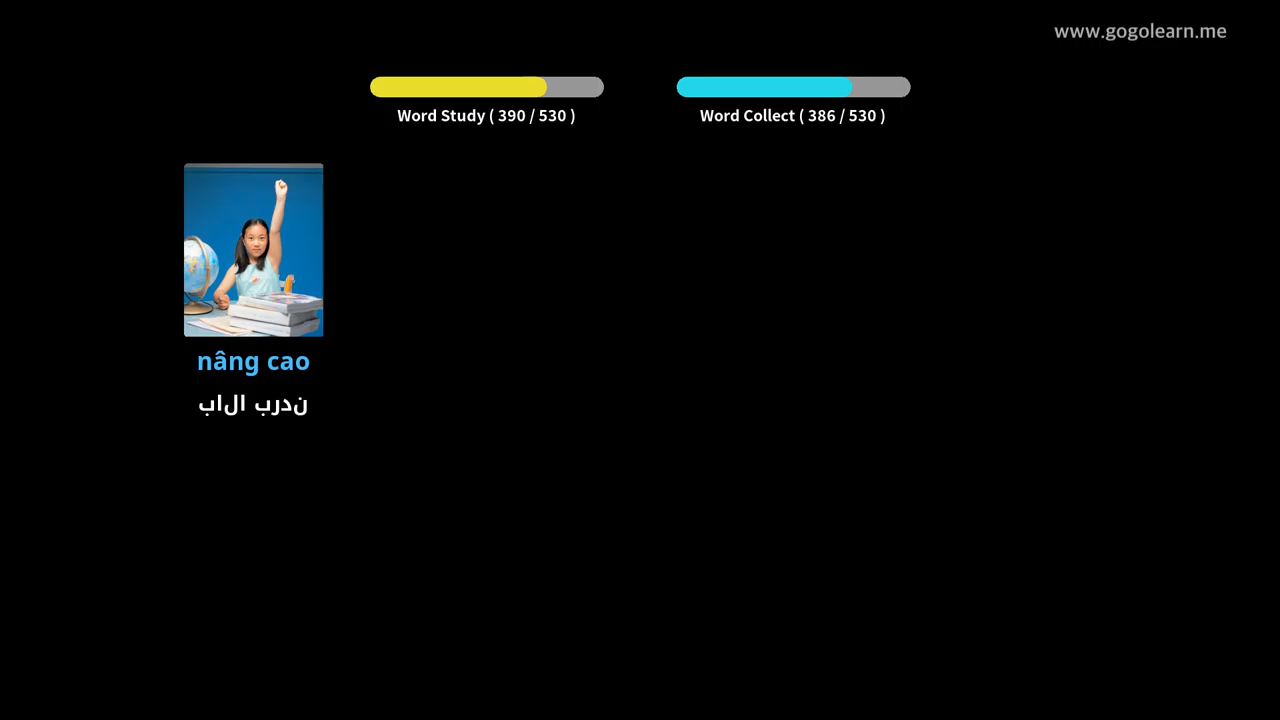 www.gogolearn.me
Word Study ( 390 / 530 )
Word Collect ( 386 / 530 )
nâng cao
ندرب الاب